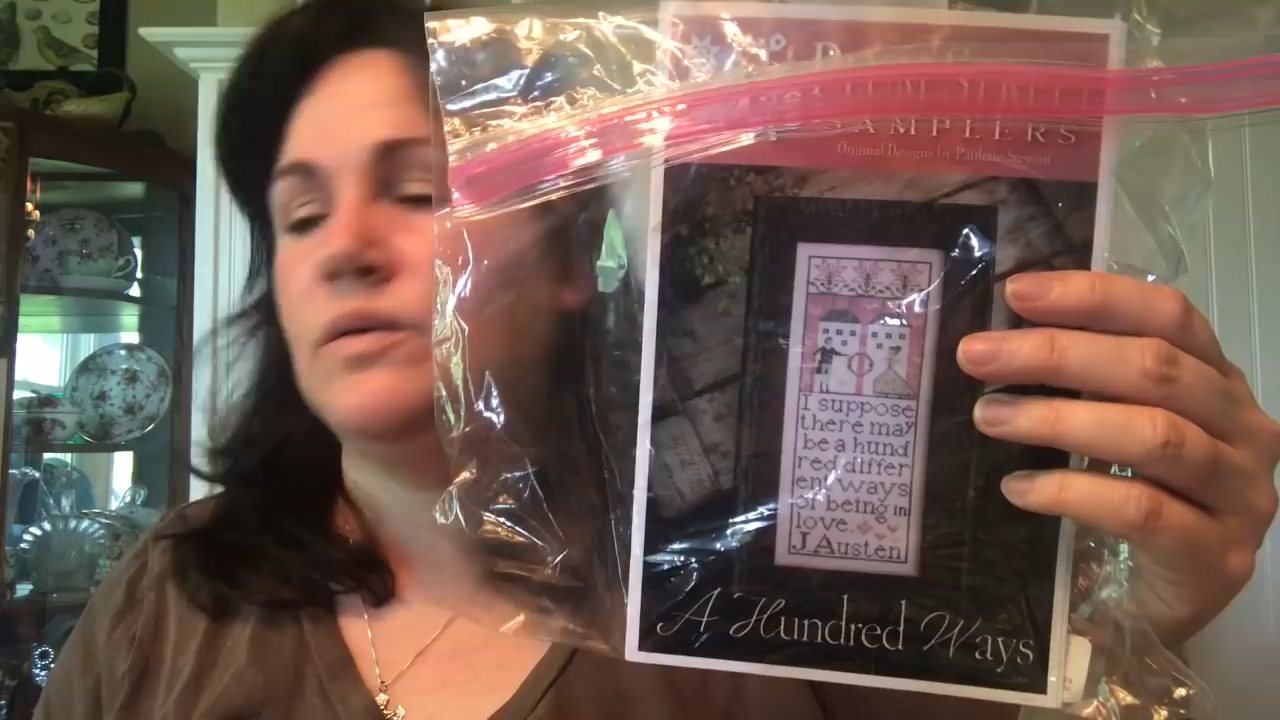 SAMPLERS
Original Designs by Paulette Stewart
I suppose
there may
be a hund
red differ
ent ways
of being in
love.
J.Austen
A Hundred Ways